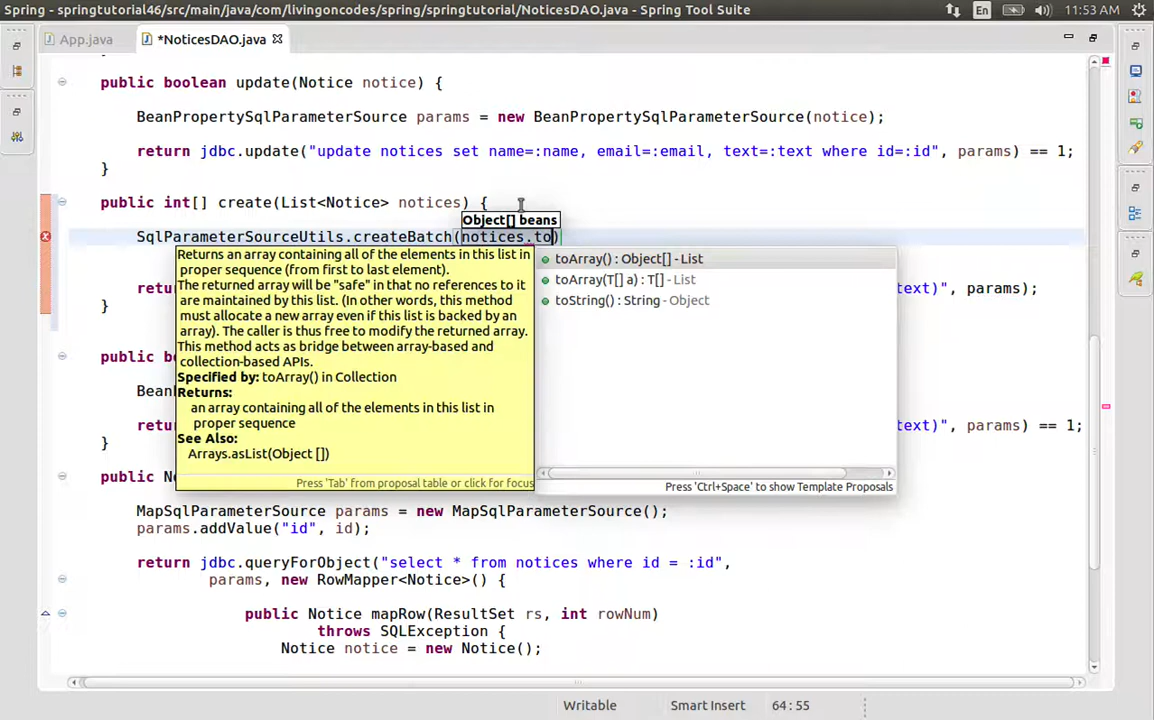 Spring - springtutorial46/src/main/java/com/livingoncodes/spring/springtutorial/NoticesDAO.java - Spring Tool Suite
En
11:53 AM
App.java
*NoticesDAO.java
public boolean update(Notice notice) {
BeanPropertySqlParameterSource params = new BeanPropertySqlParameterSource(notice);
return jdbc.update("update notices set name=:name, email=:email, text=:text where id=:id", params) == 1;
}
public int[] create(List<Notice> notices) {
Object[] beans
SqlParameterSourceUtils.createBatch(notices.to)
Returns an array containing all of the elements in this list in
proper sequence (from first to last element).
The returned array will be "safe" in that no references to it
are maintained by this list. (In other words, this method
must allocate a new array even if this list is backed by an
array). The caller is thus free to modify the returned array.
This method acts as bridge between array-based and
collection-based APIs.
Specified by: toArray() in Collection
Returns:
an array containing all of the elements in this list in
proper sequence
See Also:
Arrays.asList(Object [])
Press 'Tab' from proposal table or click for focus
toArray() : Object[] - List
toArray(T[] a) : T[] - List
toString() : String - Object
Press 'Ctrl+Space' to show Template Proposals
retu text)", params);
}
public b
Bean
retu text)", params) == 1;
}
public N
MapSqlParameterSource params = new MapSqlParameterSource();
params.addValue("id", id);
return jdbc.queryForObject("select * from notices where id = :id",
params, new RowMapper<Notice>() {
public Notice mapRow(ResultSet rs, int rowNum)
throws SQLException {
Notice notice = new Notice();
Writable
Smart Insert
64 : 55